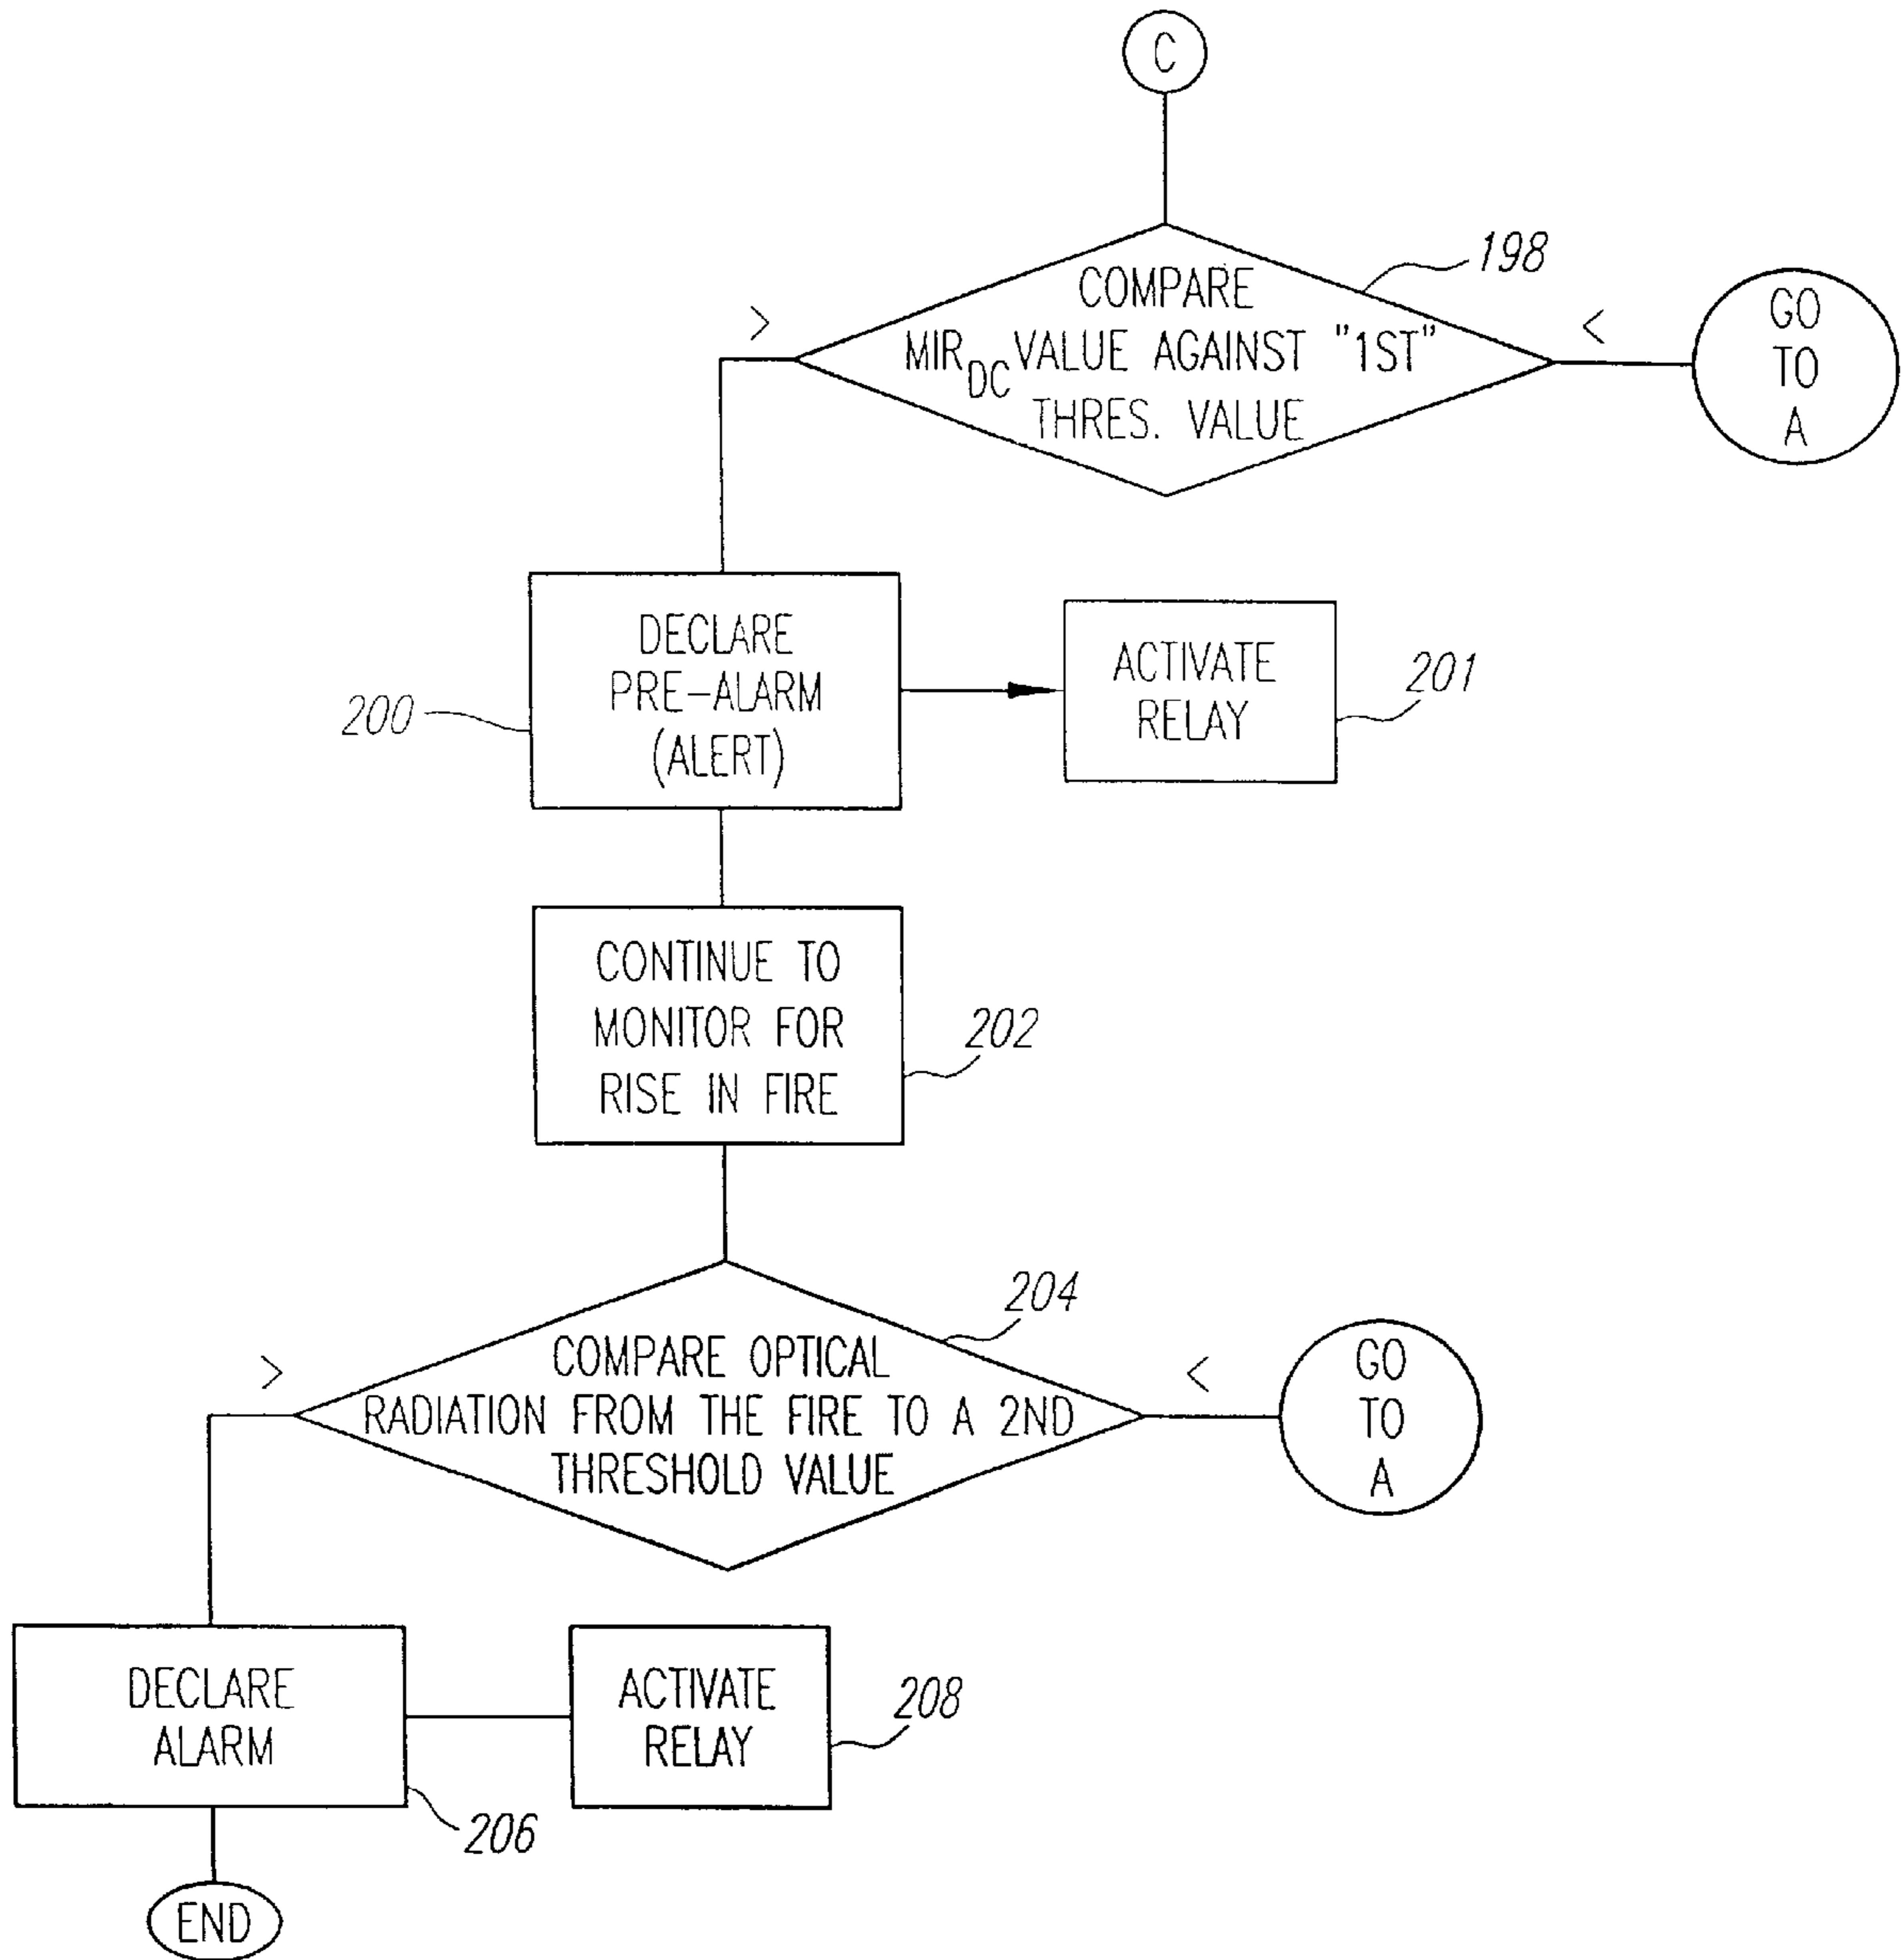 C
COMPARE
MIR_DC VALUE AGAINST "1ST"
THRES. VALUE
198
>
<
GO
TO
A
DECLARE
PRE-ALARM
(ALERT)
200
ACTIVATE
RELAY
201
CONTINUE TO
MONITOR FOR
RISE IN FIRE
202
COMPARE OPTICAL
RADIATION FROM THE FIRE TO A 2ND
THRESHOLD VALUE
204
>
<
GO
TO
A
DECLARE
ALARM
206
ACTIVATE
RELAY
208
END